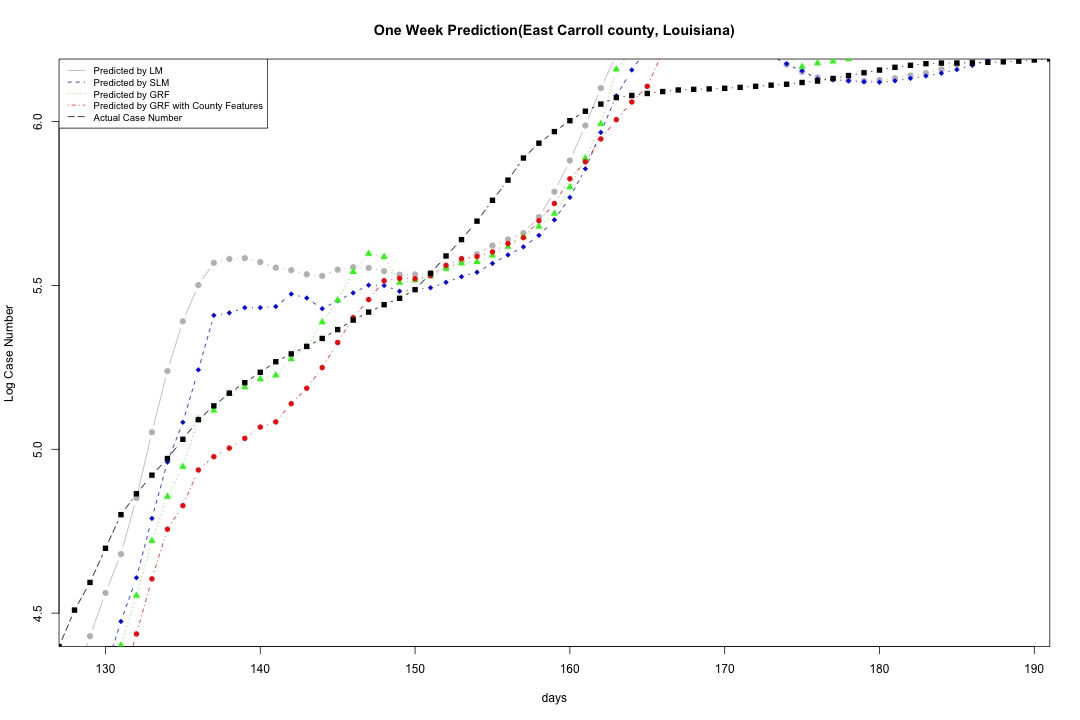 One Week Prediction(East Carroll county, Louisiana)
Predicted by LM
Predicted by SLM
Predicted by GRF
Predicted by GRF with County Features
Actual Case Number
Log Case Number
6.0
5.5
5.0
4.5
130 140 150 160 170 180 190
days